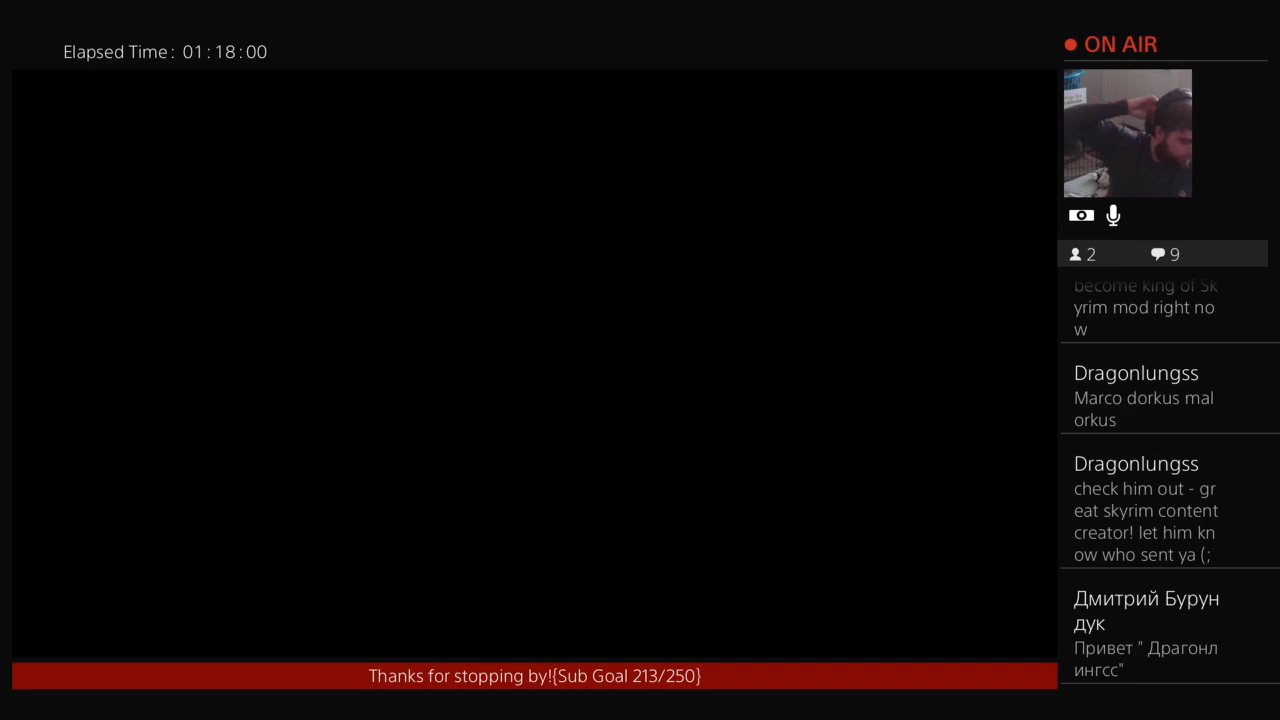 Elapsed Time: 01:18:00
ON AIR
2 9
become king of Sk
yrim mod right no
w
Dragonlungss
Marco dorkus mal
orkus
Dragonlungss
check him out - gr
eat skyrim content
creator! let him kn
ow who sent ya (;
Дмитрий Бурун
дук
Привет " Драгонл
ингсс"
Thanks for stopping by!{Sub Goal 213/250}